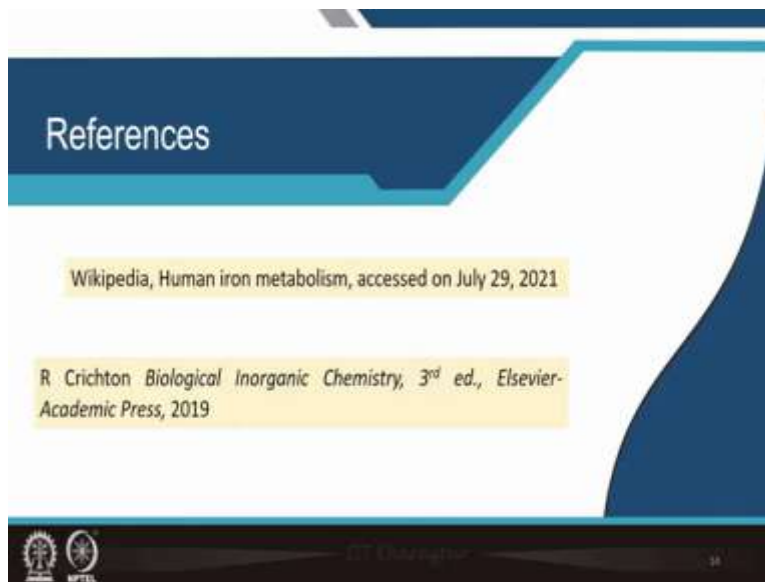 References
Wikipedia, Human iron metabolism, accessed on July 29, 2021
R Crichton Biological Inorganic Chemistry, 3rd ed., Elsevier-
Academic Press, 2019
NPTEL